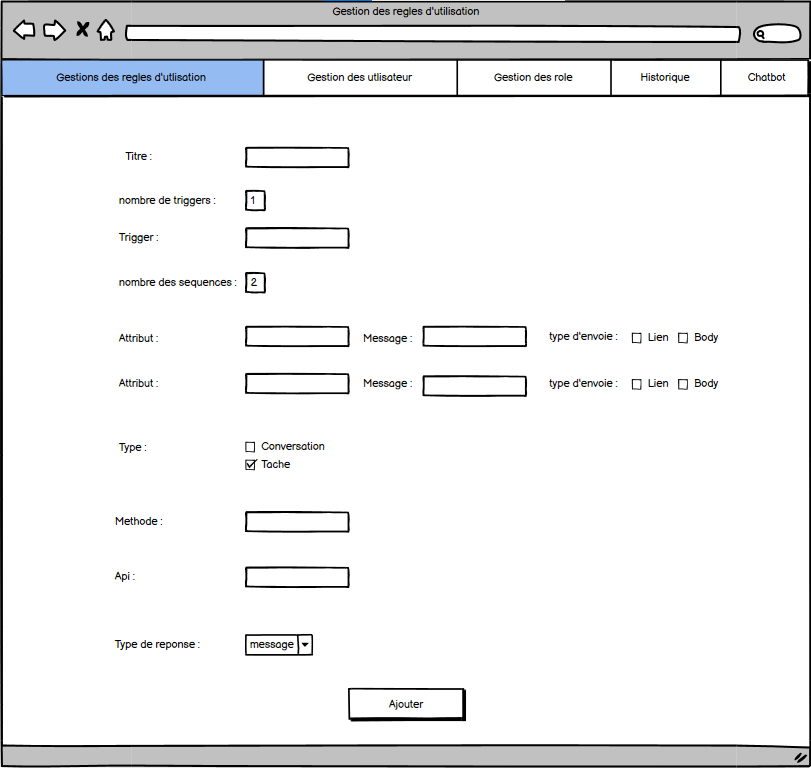 Gestion des regles d'utilisation
Gestions des regles d'utlisation Gestion des utlisateur Gestion des role Historique Chatbot
Titre :
nombre de triggers : 1
Trigger :
nombre des sequences : 2
Attribut : Message : type d'envoie : Lien Body
Attribut : Message : type d'envoie : Lien Body
Type : Conversation
Tache
Methode :
Api :
Type de reponse : message
Ajouter